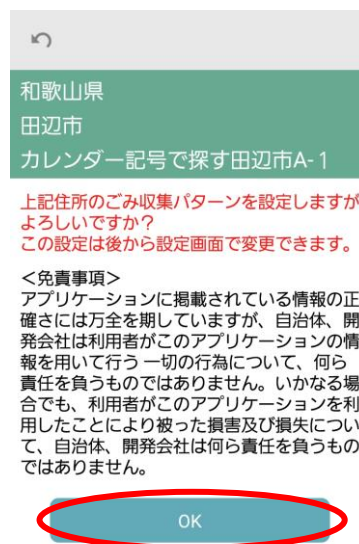 和歌山県
田辺市
カレンダー記号で探す田辺市A-1
上記住所のごみ収集パターンを設定しますが
よろしいですか？
この設定は後から設定画面で変更できます。
＜免責事項＞
アプリケーションに掲載されている情報の正
確さには万全を期していますが、自治体、開
発会社は利用者がこのアプリケーションの情
報を用いて行う一切の行為について、何ら
責任を負うものではありません。いかなる場
合でも、利用者がこのアプリケーションを利
用したことにより被った損害及び損失につい
て、自治体、開発会社は何ら責任を負うもの
ではありません。
OK